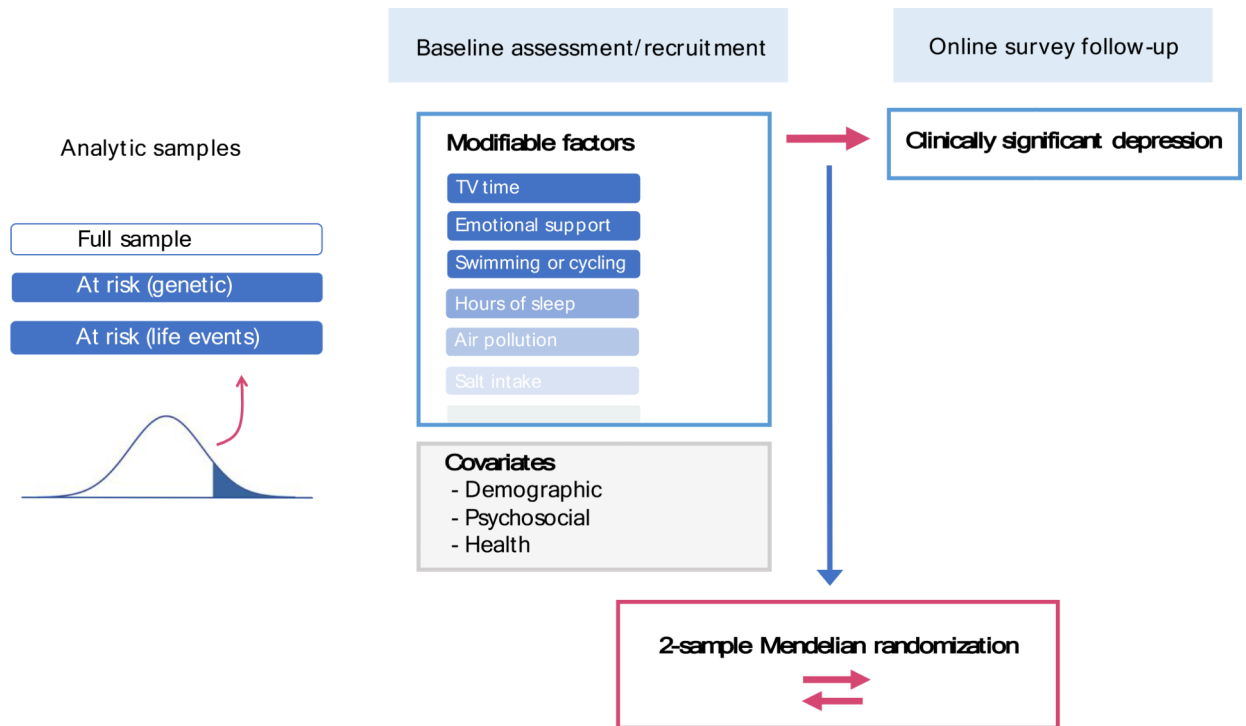 Baseline assessment/recruitment
Online survey follow-up
Analytic samples
Full sample
At risk (genetic)
At risk (life events)
Modifiable factors
TV time
Emotional support
Swimming or cycling
Hours of sleep
Air pollution
Salt intake
Clinically significant depression
Covariates
- Demographic
- Psychosocial
- Health
2-sample Mendelian randomization